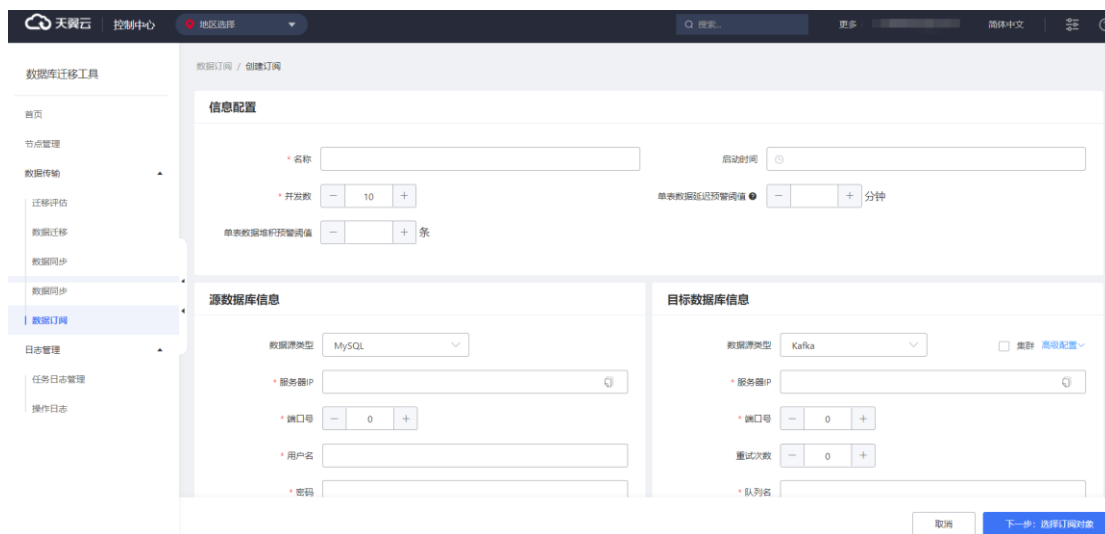 天翼云 控制中心 地区选择 搜索... 更多 简体中文
数据库迁移工具
首页
节点管理
数据传输
迁移评估
数据迁移
数据同步
数据同步
数据订阅
日志管理
任务日志管理
操作日志
数据订阅 / 创建订阅
信息配置
* 名称 启动时间
* 并发数 − 10 + 单表数据延迟预警阈值 ? − + 分钟
单表数据堆积预警阈值 − + 条
源数据库信息
数据源类型 MySQL
* 服务器IP
* 端口号 − 0 +
* 用户名
* 密码
目标数据库信息
数据源类型 Kafka 集群 高级配置
* 服务器IP
* 端口号 − 0 +
重试次数 − 0 +
* 队列名
取消 下一步：选择订阅对象